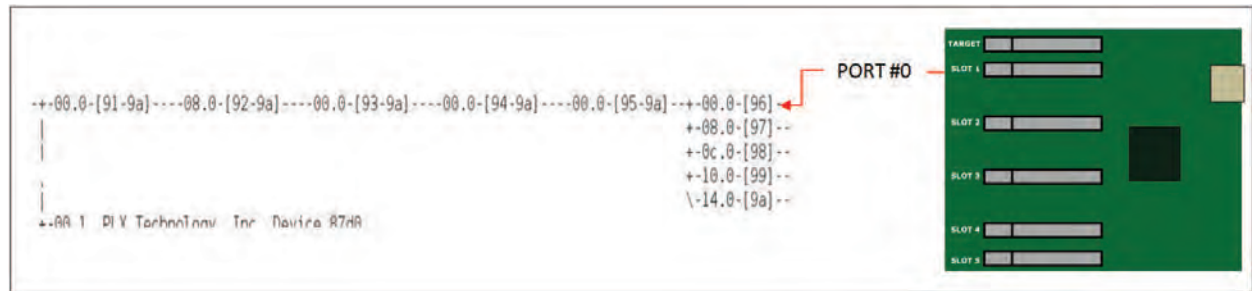 PORT #0
-+-00.0-[91-9a]----08.0-[92-9a]----00.0-[93-9a]----00.0-[94-9a]----00.0-[95-9a]--+-00.0-[96]-
+-08.0-[97]--
+-0c.0-[98]--
+-10.0-[99]--
\-14.0-[9a]--
+-00.1 PLX Technology, Inc. Device 87d0
TARGET
SLOT 1
SLOT 2
SLOT 3
SLOT 4
SLOT 5